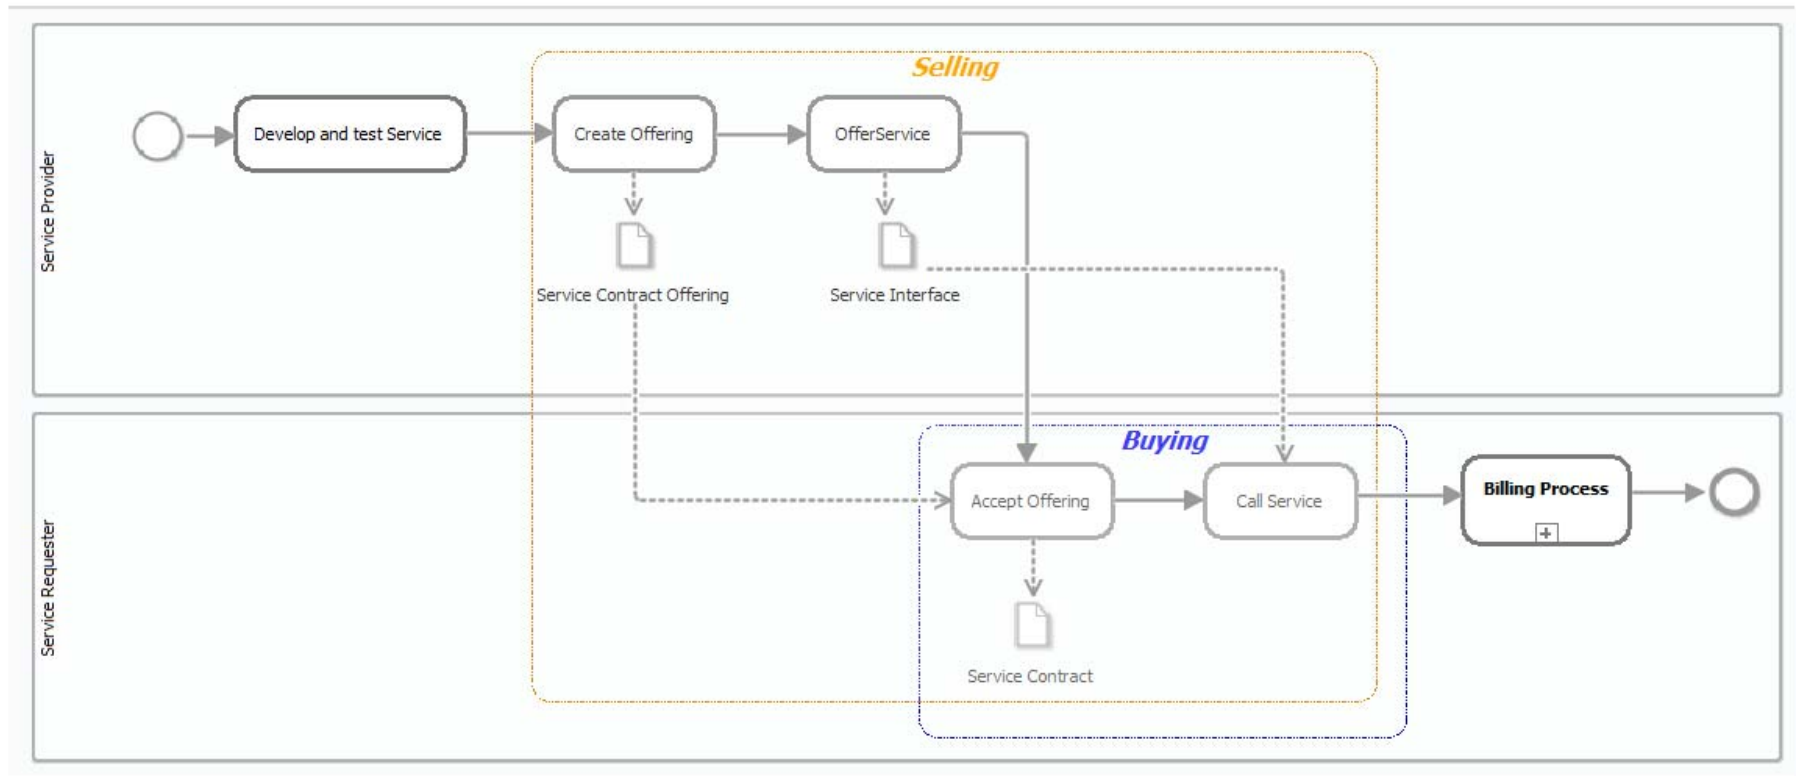 Selling
Service Provider
Develop and test Service
Create Offering
OfferService
Service Contract Offering
Service Interface
Buying
Service Requester
Accept Offering
Call Service
Billing Process
Service Contract